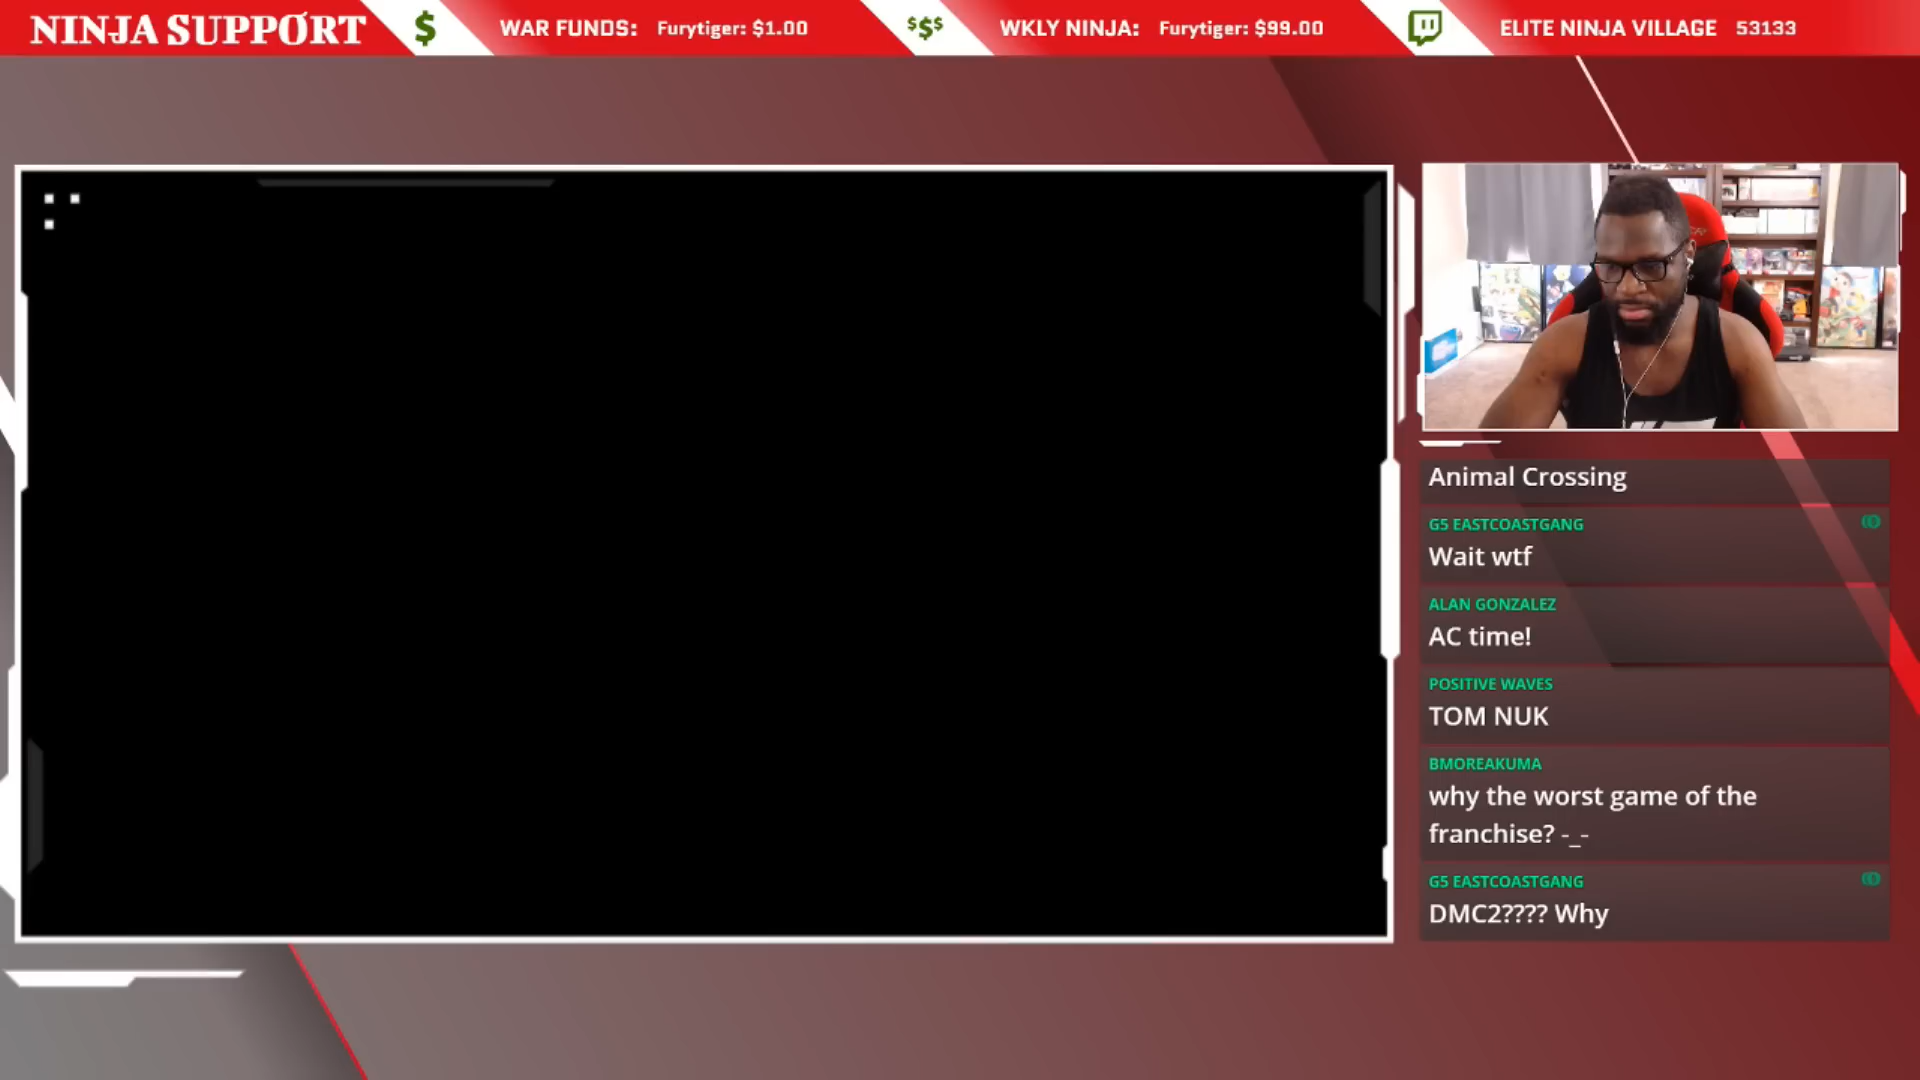 NINJA SUPPORT
$
WAR FUNDS: Furytiger: $1.00
$$$
WKLY NINJA: Furytiger: $99.00
ELITE NINJA VILLAGE 53133
Animal Crossing
G5 EASTCOASTGANG
Wait wtf
ALAN GONZALEZ
AC time!
POSITIVE WAVES
TOM NUK
BMOREAKUMA
why the worst game of the
franchise? -_-
G5 EASTCOASTGANG
DMC2???? Why